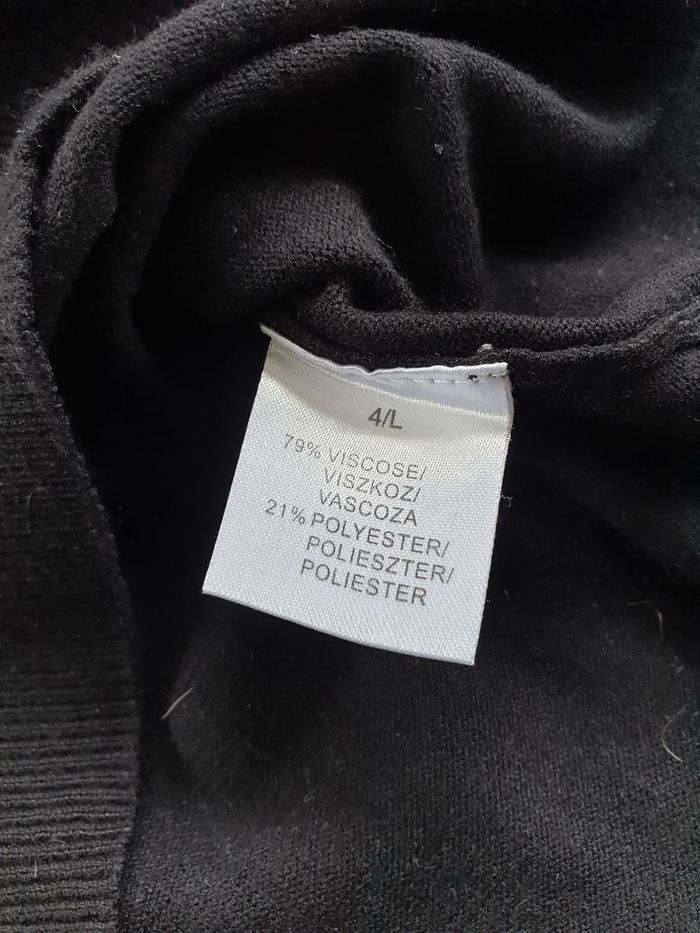 4/L
79% VISCOSE/
VISZKOZ/
VASCOZA
21% POLYESTER/
POLIESZTER/
POLIESTER